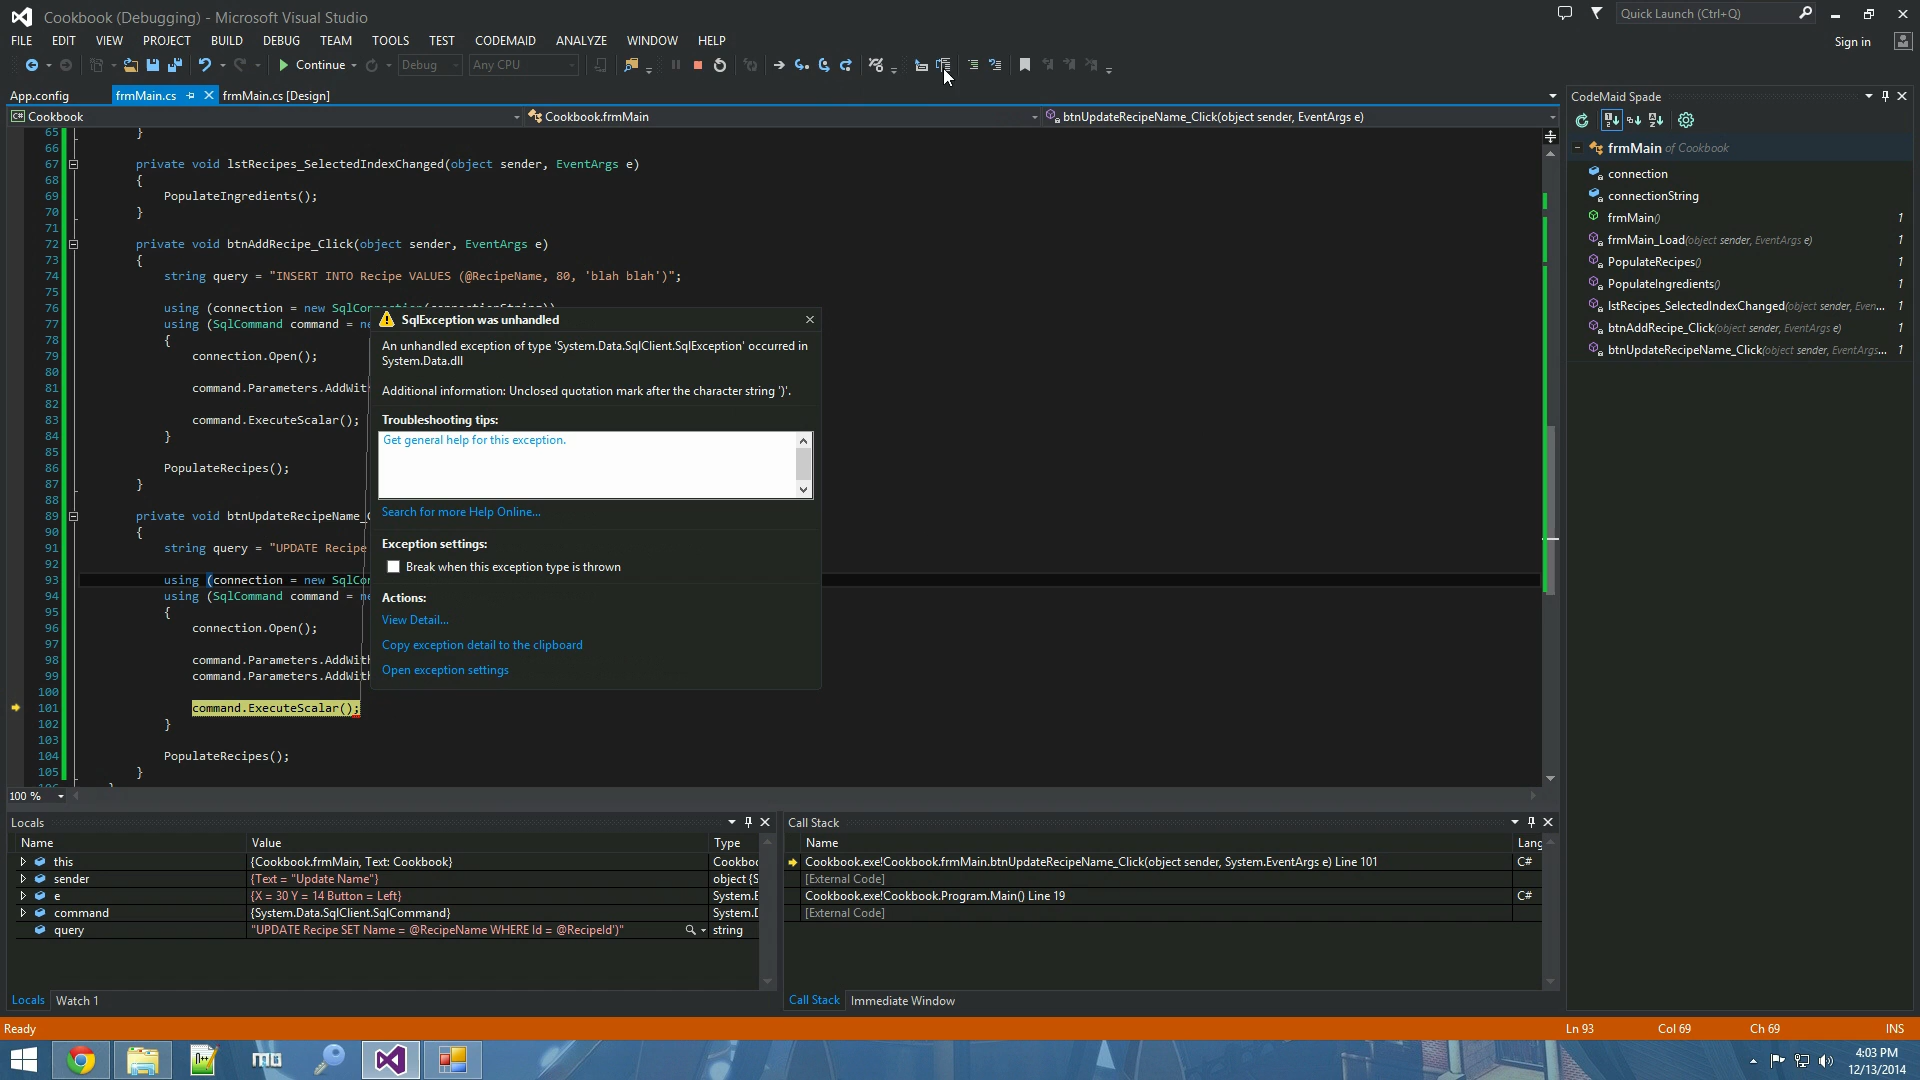 Cookbook (Debugging) - Microsoft Visual Studio
Quick Launch (Ctrl+Q)
FILE EDIT VIEW PROJECT BUILD DEBUG TEAM TOOLS TEST CODEMAID ANALYZE WINDOW HELP
Sign in
Continue Debug Any CPU
App.config frmMain.cs frmMain.cs [Design]
CodeMaid Spade
Cookbook Cookbook.frmMain btnUpdateRecipeName_Click(object sender, EventArgs e)
65 }
66
67 private void lstRecipes_SelectedIndexChanged(object sender, EventArgs e)
68 {
69 PopulateIngredients();
70 }
71
72 private void btnAddRecipe_Click(object sender, EventArgs e)
73 {
74 string query = "INSERT INTO Recipe VALUES (@RecipeName, 80, 'blah blah')";
75
76 using (connection = new SqlConnection(connectionString))
77 using (SqlCommand command = ne
78 {
79 connection.Open();
80
81 command.Parameters.AddWit
82
83 command.ExecuteScalar();
84 }
85
86 PopulateRecipes();
87 }
88
89 private void btnUpdateRecipeName_C
90 {
91 string query = "UPDATE Recipe
92
93 using (connection = new SqlCon
94 using (SqlCommand command = ne
95 {
96 connection.Open();
97
98 command.Parameters.AddWit
99 command.Parameters.AddWit
100
101 command.ExecuteScalar();
102 }
103
104 PopulateRecipes();
105 }
106 }
100 %
SqlException was unhandled
An unhandled exception of type 'System.Data.SqlClient.SqlException' occurred in
System.Data.dll
Additional information: Unclosed quotation mark after the character string ')'.
Troubleshooting tips:
Get general help for this exception.
Search for more Help Online...
Exception settings:
Break when this exception type is thrown
Actions:
View Detail...
Copy exception detail to the clipboard
Open exception settings
frmMain of Cookbook
connection
connectionString
frmMain() 1
frmMain_Load(object sender, EventArgs e) 1
PopulateRecipes() 1
PopulateIngredients() 1
lstRecipes_SelectedIndexChanged(object sender, Even... 1
btnAddRecipe_Click(object sender, EventArgs e) 1
btnUpdateRecipeName_Click(object sender, EventArgs... 1
Locals
Name Value Type
this {Cookbook.frmMain, Text: Cookbook} Cookboo
sender {Text = "Update Name"} object {S
e {X = 30 Y = 14 Button = Left} System.E
command {System.Data.SqlClient.SqlCommand} System.D
query "UPDATE Recipe SET Name = @RecipeName WHERE Id = @RecipeId')" string
Locals Watch 1
Call Stack
Name Lang
Cookbook.exe!Cookbook.frmMain.btnUpdateRecipeName_Click(object sender, System.EventArgs e) Line 101 C#
[External Code]
Cookbook.exe!Cookbook.Program.Main() Line 19 C#
[External Code]
Call Stack Immediate Window
Ready Ln 93 Col 69 Ch 69 INS
4:03 PM
12/13/2014